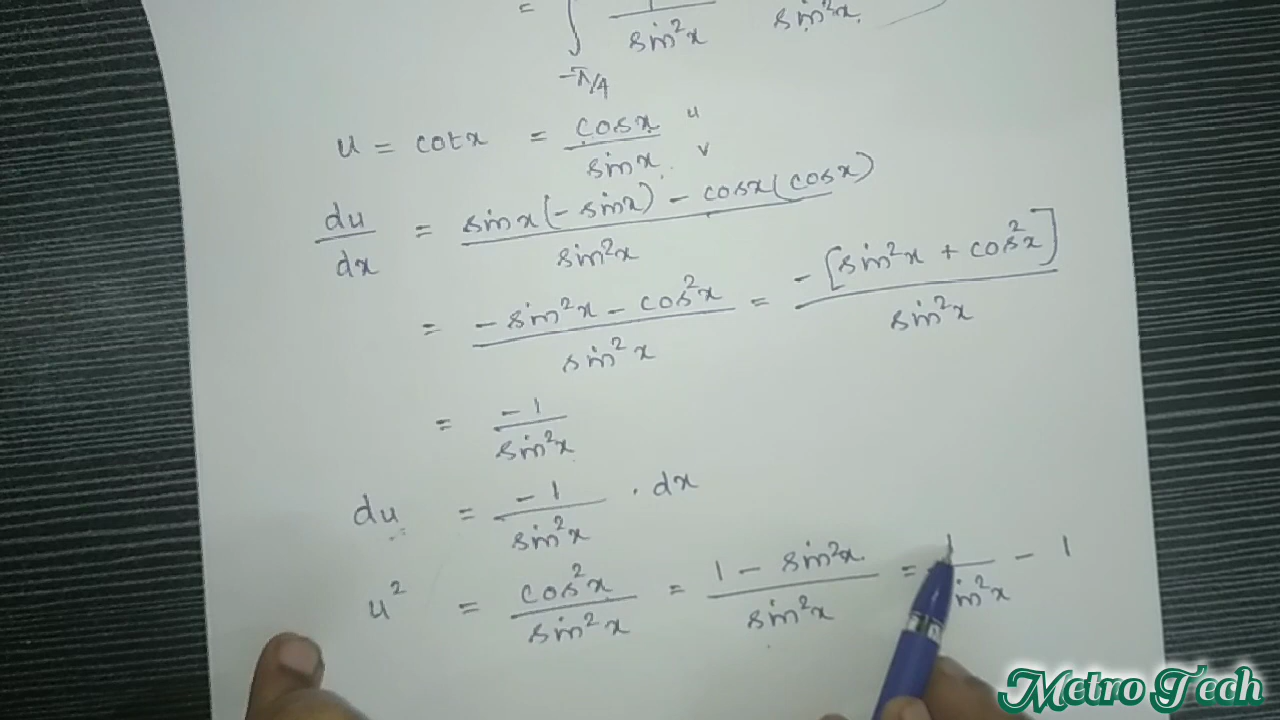 = ∫ 1/sin²x sin²x
-π/4
u = cotx = cosx/sinx u v
du/dx = sinx(-sinx) - cosx(cosx)/sin²x
= -sin²x - cos²x/sin²x = -[sin²x + cos²x]/sin²x
= -1/sin²x
du = -1/sin²x . dx
u² = cos²x/sin²x = 1 - sin²x/sin²x = 1/sin²x - 1
Metro Tech